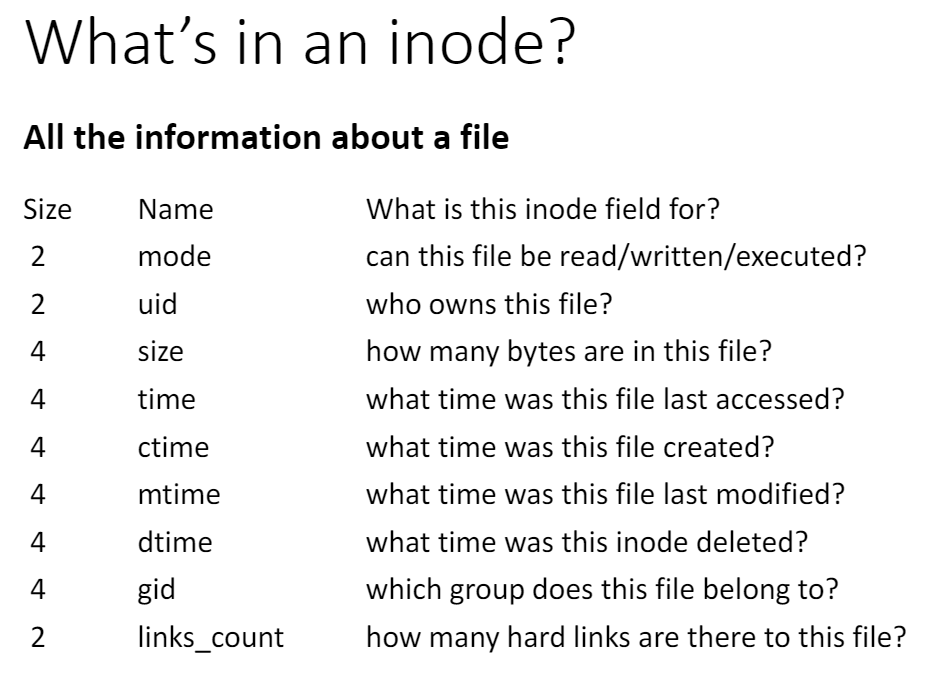 What’s in an inode?
All the information about a file
Size Name What is this inode field for?
2 mode can this file be read/written/executed?
2 uid who owns this file?
4 size how many bytes are in this file?
4 time what time was this file last accessed?
4 ctime what time was this file created?
4 mtime what time was this file last modified?
4 dtime what time was this inode deleted?
4 gid which group does this file belong to?
2 links_count how many hard links are there to this file?